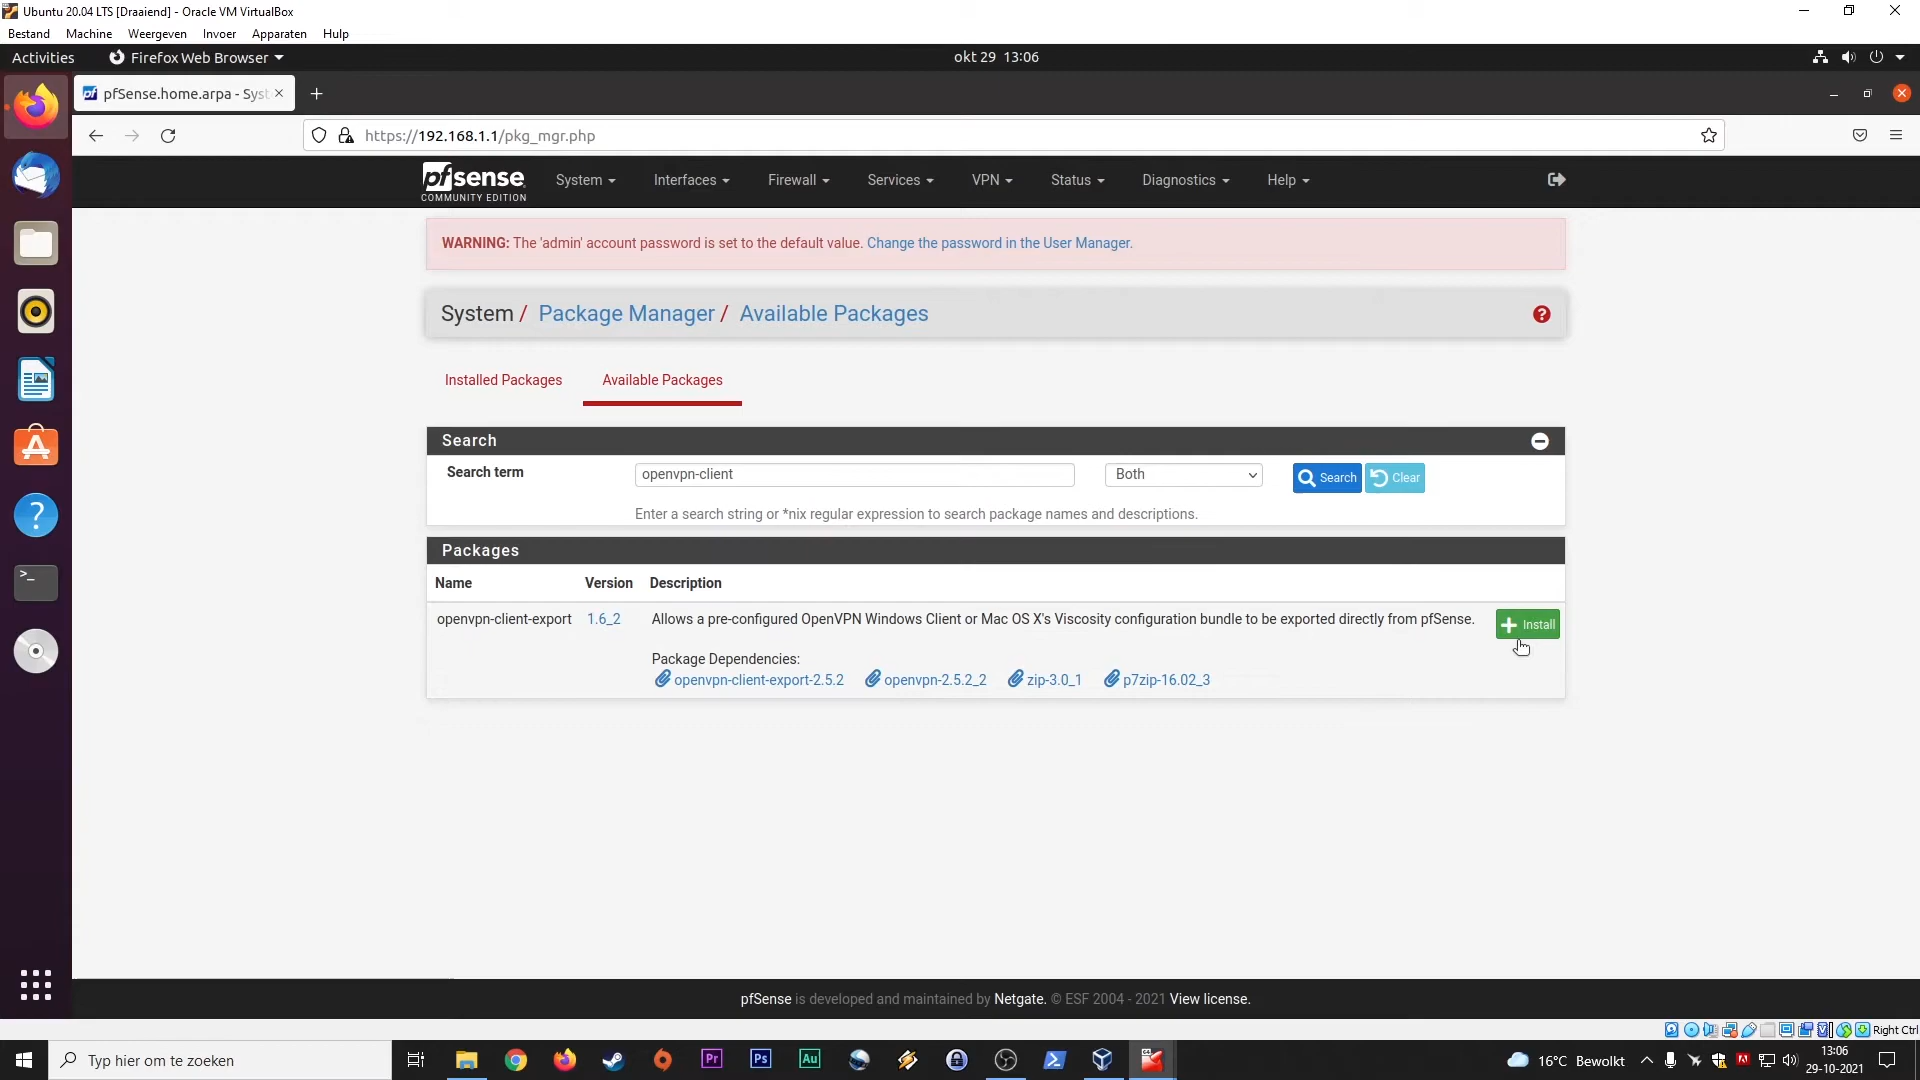 Ubuntu 20.04 LTS [Draaiend] - Oracle VM VirtualBox
Bestand Machine Weergeven Invoer Apparaten Hulp
Activities Firefox Web Browser okt 29 13:06
pfSense.home.arpa - Syst
https://192.168.1.1/pkg_mgr.php
pfsense COMMUNITY EDITION System Interfaces Firewall Services VPN Status Diagnostics Help
WARNING: The 'admin' account password is set to the default value. Change the password in the User Manager.
System / Package Manager / Available Packages
Installed Packages Available Packages
Search
Search term openvpn-client Both Search Clear
Enter a search string or *nix regular expression to search package names and descriptions.
Packages
Name Version Description
openvpn-client-export 1.6_2 Allows a pre-configured OpenVPN Windows Client or Mac OS X's Viscosity configuration bundle to be exported directly from pfSense. Install
Package Dependencies:
openvpn-client-export-2.5.2 openvpn-2.5.2_2 zip-3.0_1 p7zip-16.02_3
pfSense is developed and maintained by Netgate. © ESF 2004 - 2021 View license.
Right Ctrl
Typ hier om te zoeken Pr Ps Au 16°C Bewolkt 13:06
29-10-2021